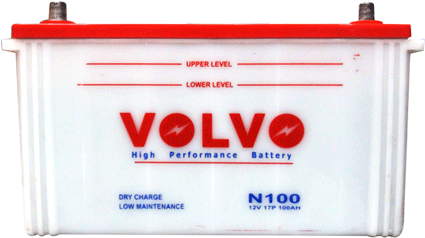 UPPER LEVEL
LOWER LEVEL
VOLVO
High Performance Battery
DRY CHARGE
LOW MAINTENANCE
N100
12V 17P 100AH